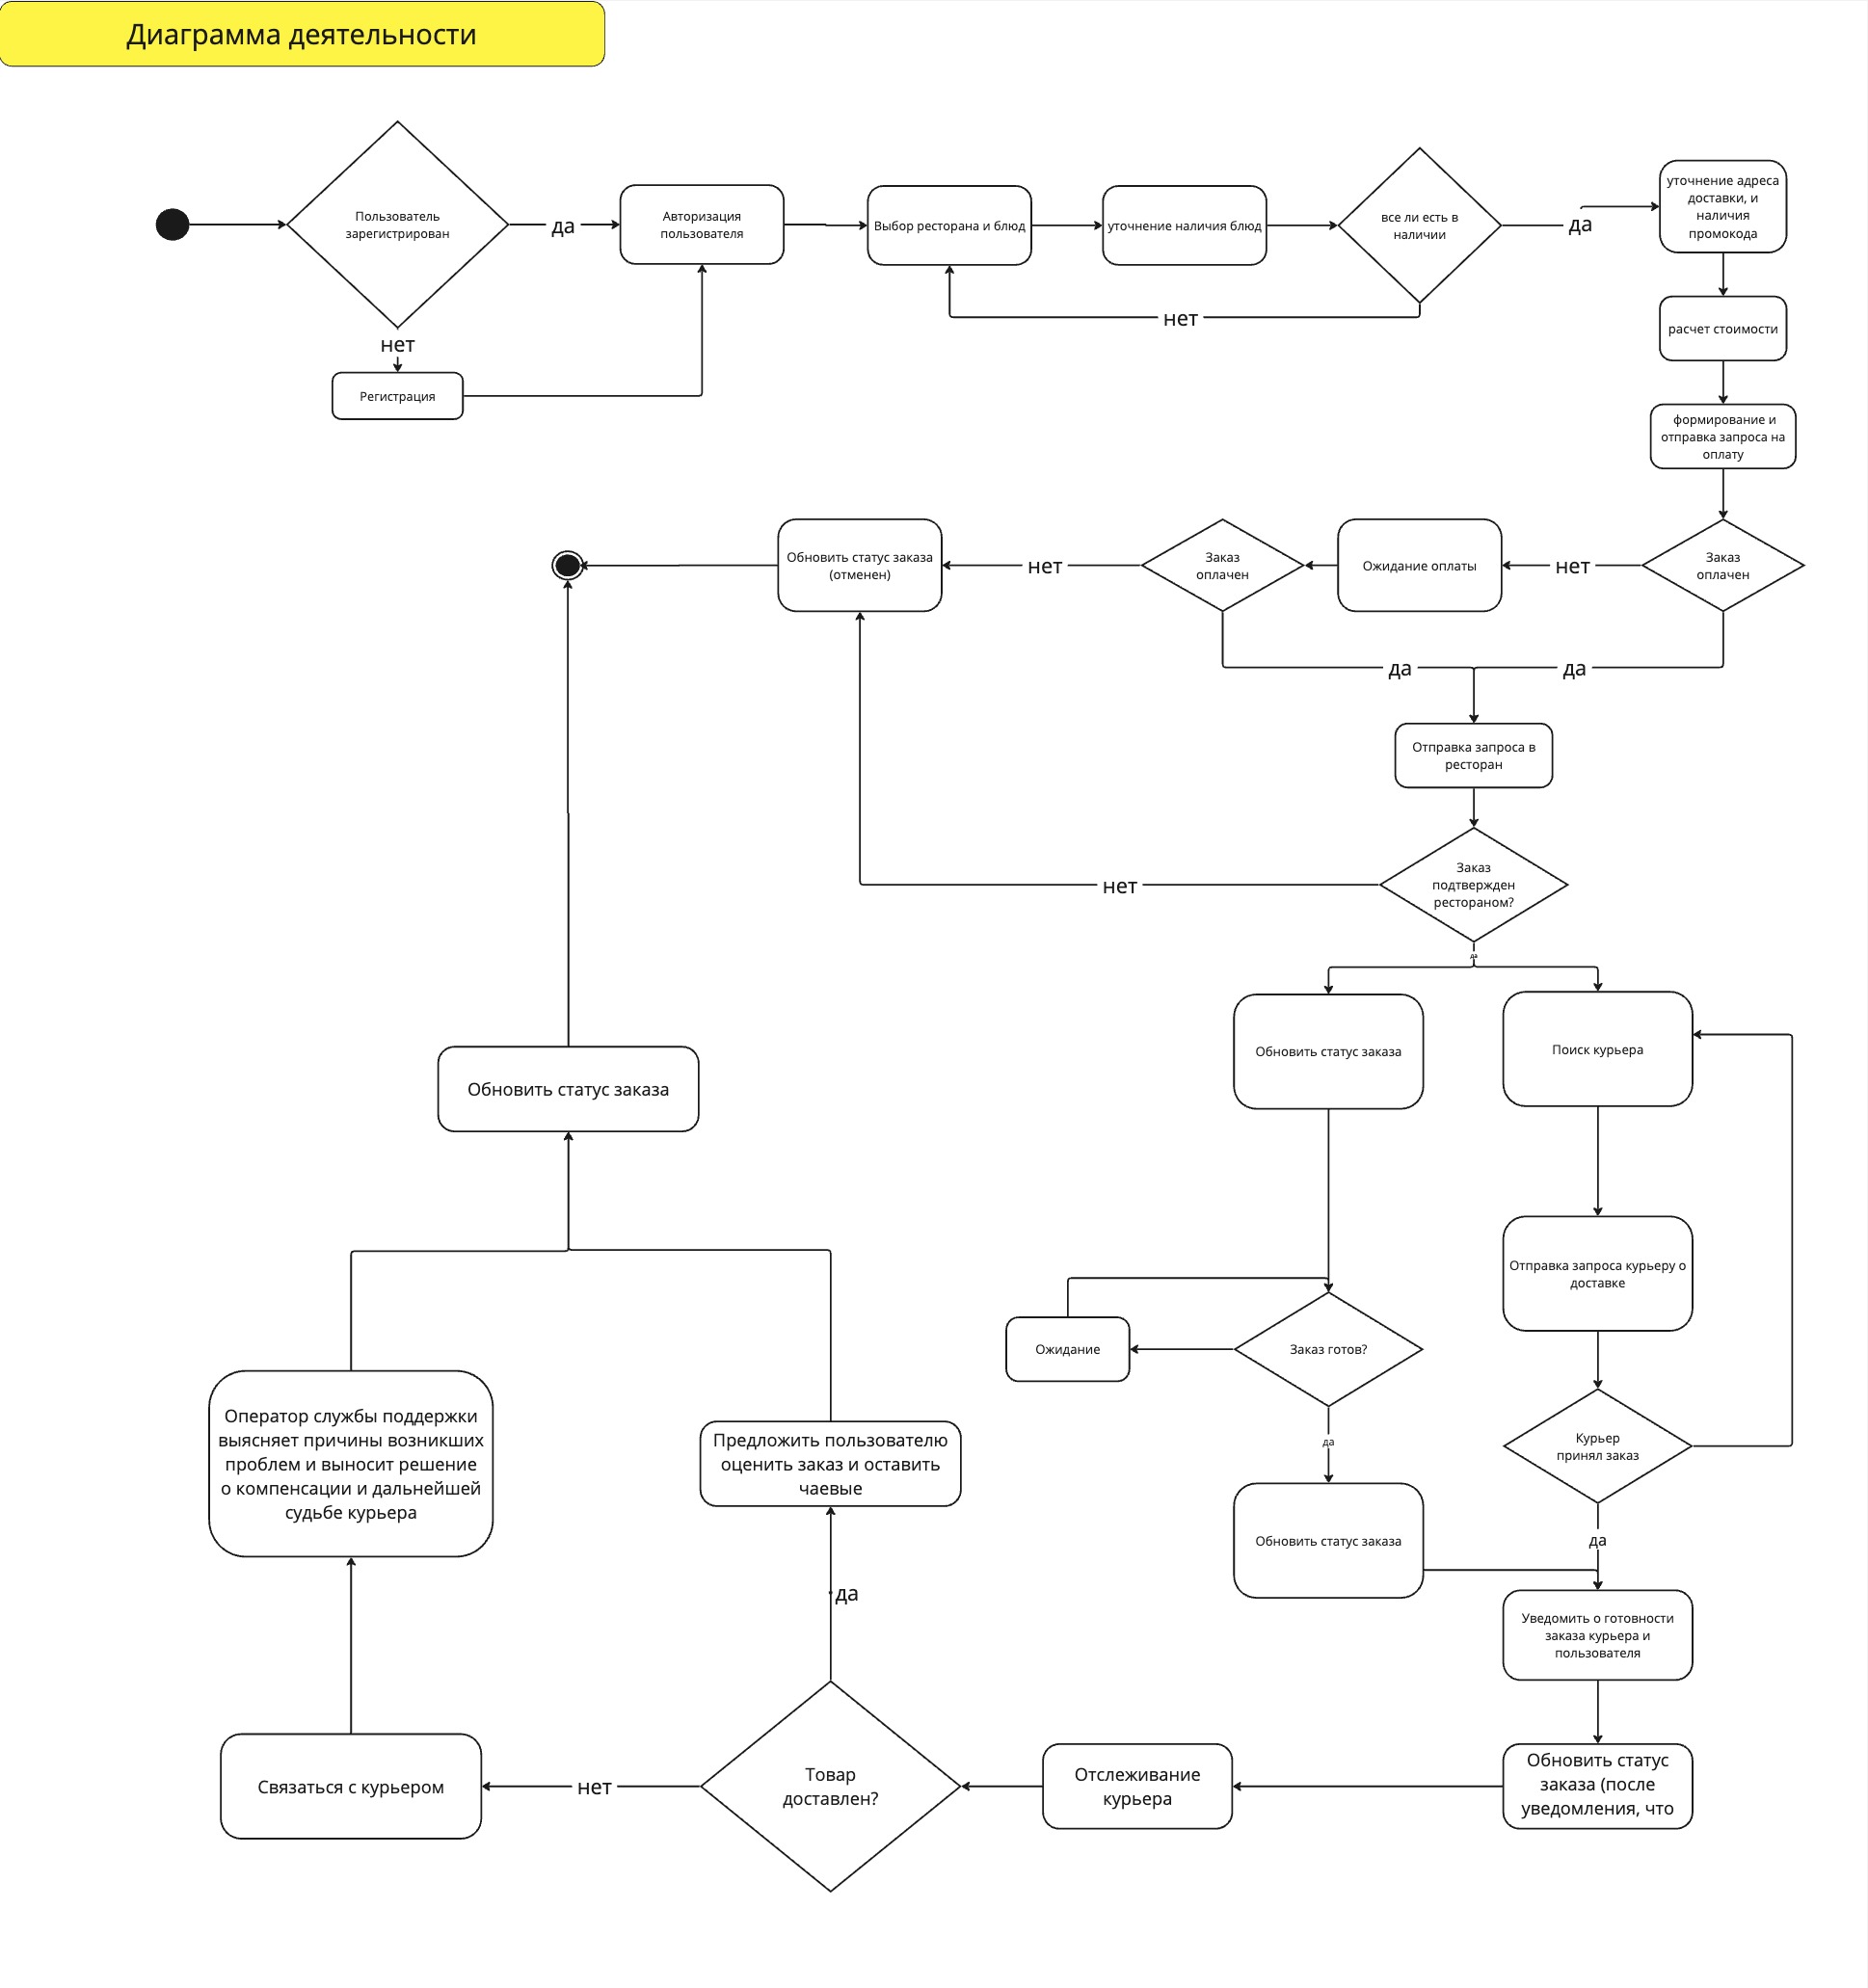 Диаграмма деятельности
Пользователь
зарегистрирован
да
Авторизация
пользователя
Выбор ресторана и блюд
уточнение наличия блюд
все ли есть в
наличии
да
уточнение адреса
доставки, и
наличия
промокода
нет
нет
Регистрация
расчет стоимости
формирование и
отправка запроса на
оплату
Заказ
оплачен
нет
Ожидание оплаты
Заказ
оплачен
нет
Обновить статус заказа
(отменен)
да
да
Отправка запроса в
ресторан
Заказ
подтвержден
рестораном?
нет
да
Обновить статус заказа
Поиск курьера
Обновить статус заказа
Отправка запроса курьеру о
доставке
Ожидание
Заказ готов?
Курьер
принял заказ
да
Оператор службы поддержки
выясняет причины возникших
проблем и выносит решение
о компенсации и дальнейшей
судьбе курьера
Предложить пользователю
оценить заказ и оставить
чаевые
Обновить статус заказа
да
да
Уведомить о готовности
заказа курьера и
пользователя
Связаться с курьером
нет
Товар
доставлен?
Отслеживание
курьера
Обновить статус
заказа (после
уведомления, что